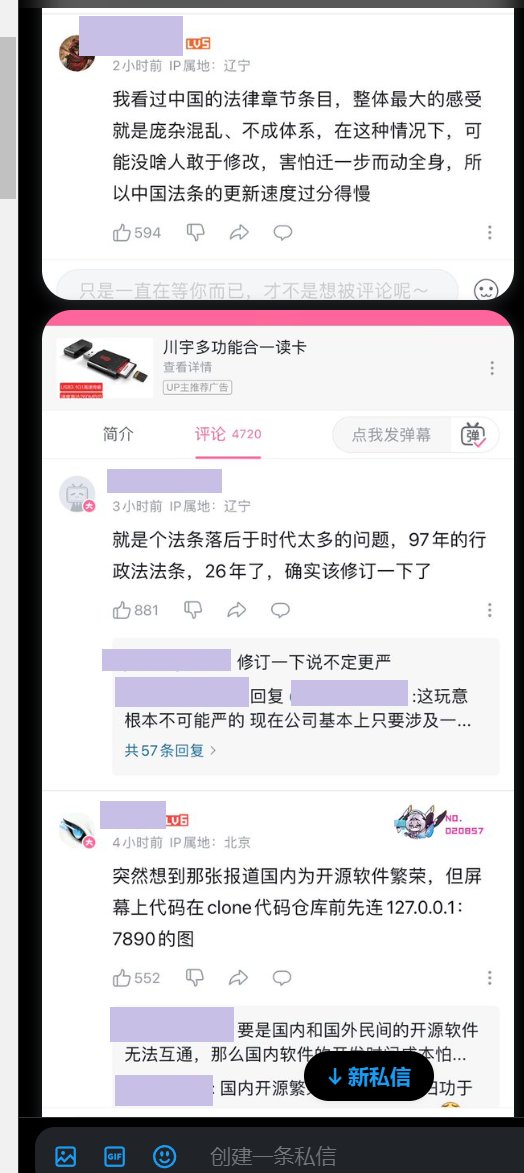 LV5
2小时前 IP属地：辽宁
我看过中国的法律章节条目，整体最大的感受
就是庞杂混乱、不成体系，在这种情况下，可
能没啥人敢于修改，害怕迁一步而动全身，所
以中国法条的更新速度过分得慢
594
只是一直在等你而已，才不是想被评论呢～
川宇多功能合一读卡
查看详情
UP主推荐广告
简介 评论 4720 点我发弹幕 弹
3小时前 IP属地：辽宁
就是个法条落后于时代太多的问题，97年的行
政法法条，26年了，确实该修订一下了
881
修订一下说不定更严
回复 :这玩意
根本不可能严的 现在公司基本上只要涉及一...
共57条回复 >
LV6
NO.
020857
4小时前 IP属地：北京
突然想到那张报道国内为开源软件繁荣，但屏
幕上代码在clone代码仓库前先连127.0.0.1：
7890的图
552
要是国内和国外民间的开源软件
无法互通，那么国内软件的开发时间成本怕...
: 国内开源繁 归功于
↓ 新私信
GIF 创建一条私信